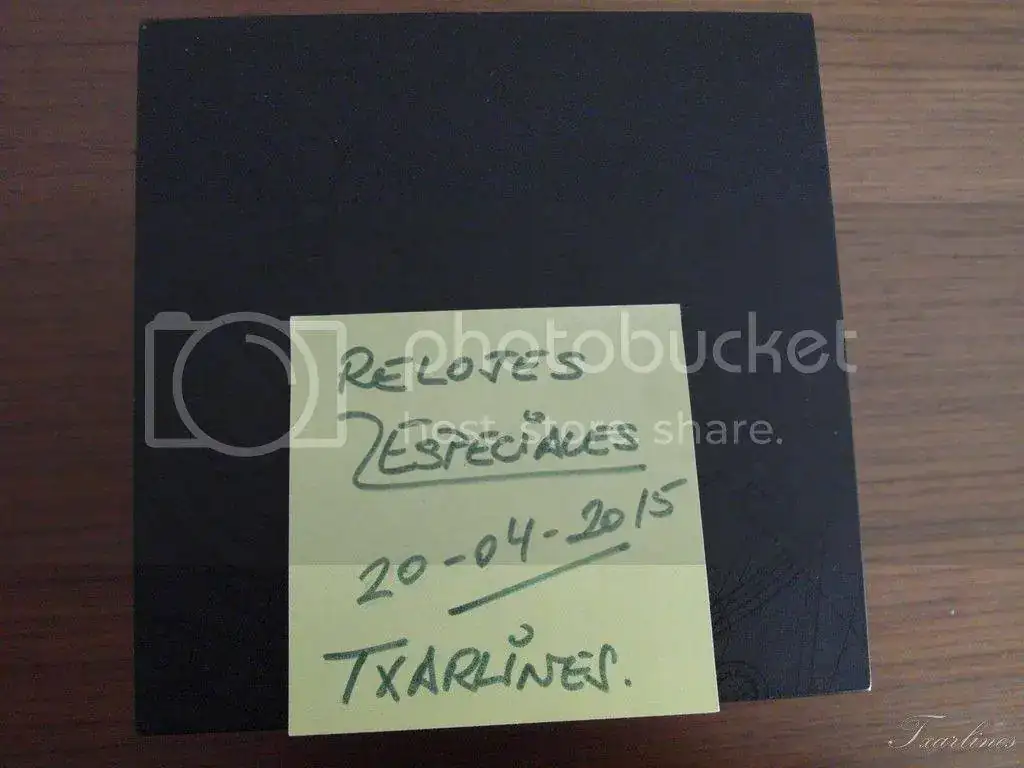 photobucket
host. store. share.
RELOJES
ESPECIALES
20-04-2015
TXARLINES.
Txarlines